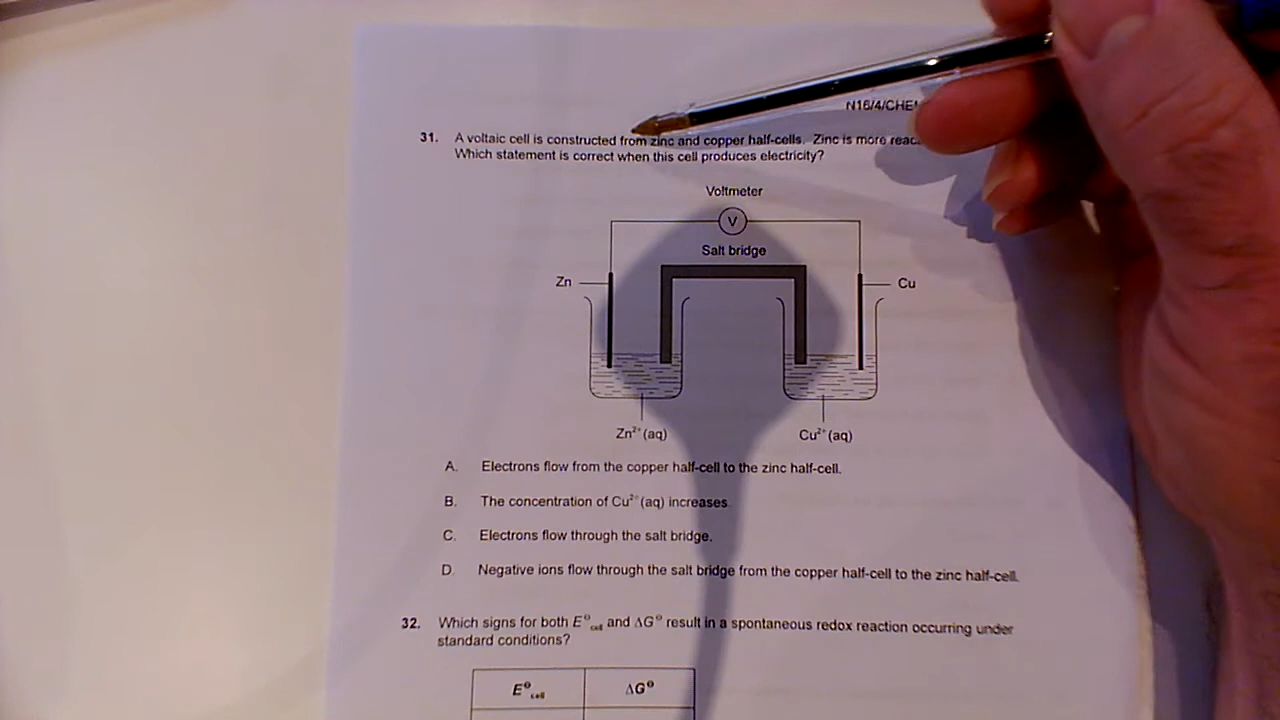 N16/4/CHE
31. A voltaic cell is constructed from zinc and copper half-cells. Zinc is more
Which statement is correct when this cell produces electricity?
Voltmeter
V
Salt bridge
Zn
Cu
Zn²⁺ (aq)
Cu²⁺ (aq)
A. Electrons flow from the copper half-cell to the zinc half-cell.
B. The concentration of Cu²⁺ (aq) increases.
C. Electrons flow through the salt bridge.
D. Negative ions flow through the salt bridge from the copper half-cell to the zinc half-cell.
32. Which signs for both E⦵cell and ΔG⦵ result in a spontaneous redox reaction occurring under
standard conditions?
E⦵cell ΔG⦵